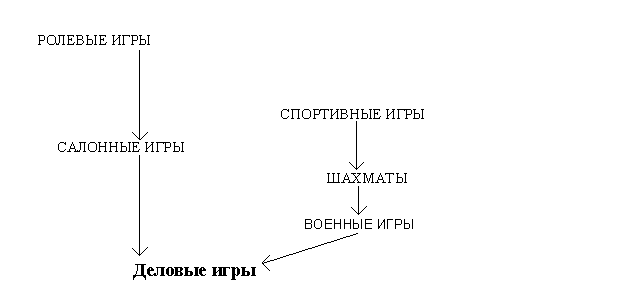 РОЛЕВЫЕ ИГРЫ
СПОРТИВНЫЕ ИГРЫ
САЛОННЫЕ ИГРЫ
ШАХМАТЫ
ВОЕННЫЕ ИГРЫ
Деловые игры